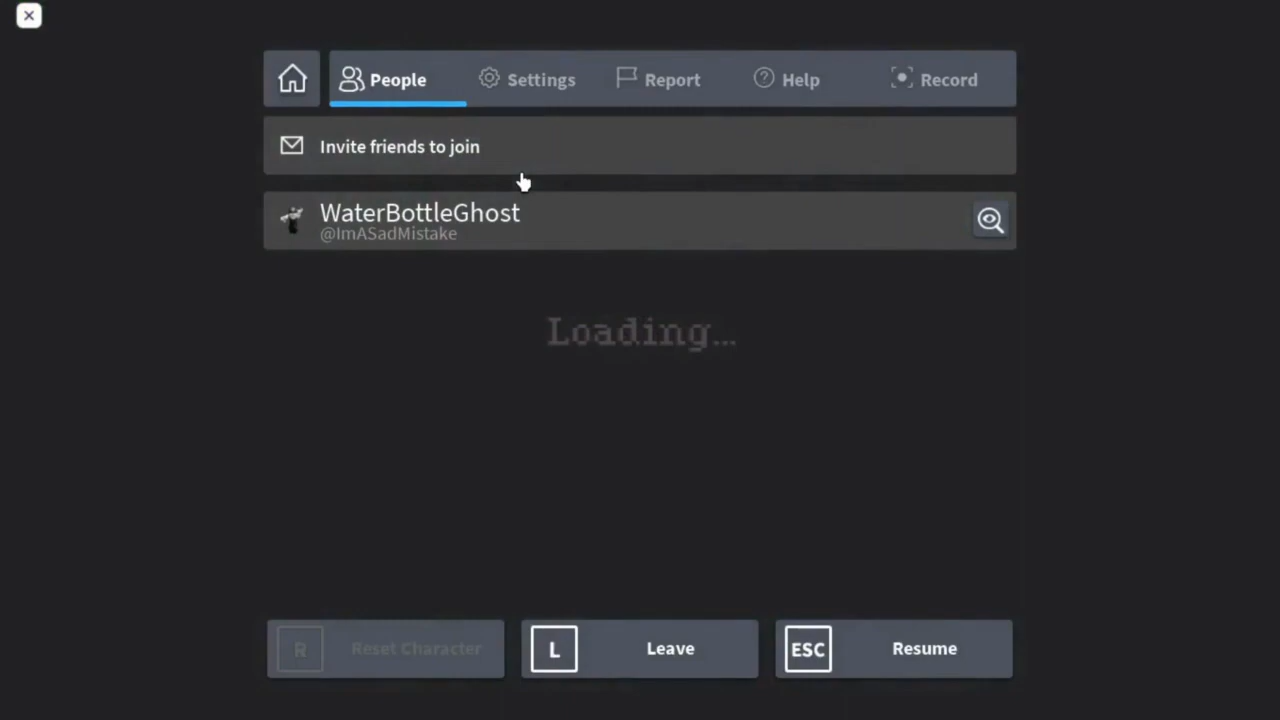 People
Settings
Report
Help
Record
Invite friends to join
WaterBottleGhost
@ImASadMistake
Loading...
R
Reset Character
L
Leave
ESC
Resume